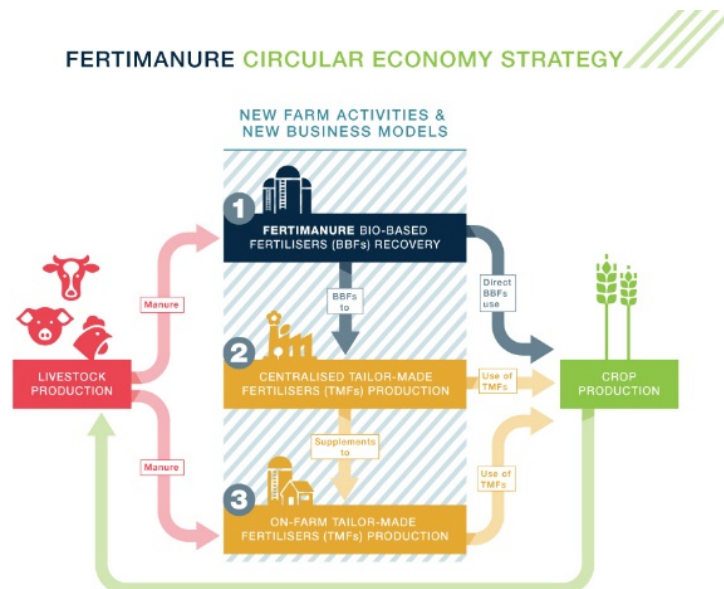 FERTIMANURE CIRCULAR ECONOMY STRATEGY
NEW FARM ACTIVITIES &
NEW BUSINESS MODELS
1
FERTIMANURE BIO-BASED
FERTILISERS (BBFs) RECOVERY
Manure
BBFs
to
Direct
BBFs
use
LIVESTOCK
PRODUCTION
2
CENTRALISED TAILOR-MADE
FERTILISERS (TMFs) PRODUCTION
Use of
TMFs
CROP
PRODUCTION
Manure
Supplements
to
Use of
TMFs
3
ON-FARM TAILOR-MADE
FERTILISERS (TMFs) PRODUCTION